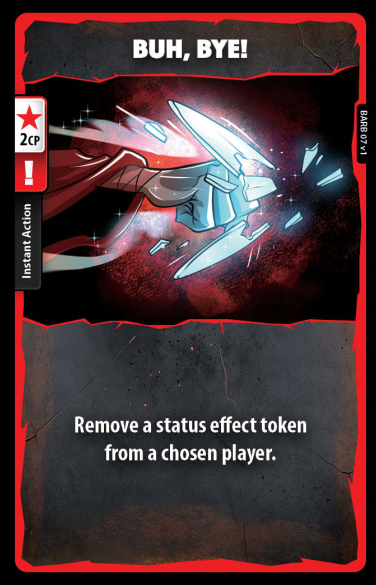 BUH, BYE!
2CP
!
Instant Action
BARB 07 v1
Remove a status effect token
from a chosen player.